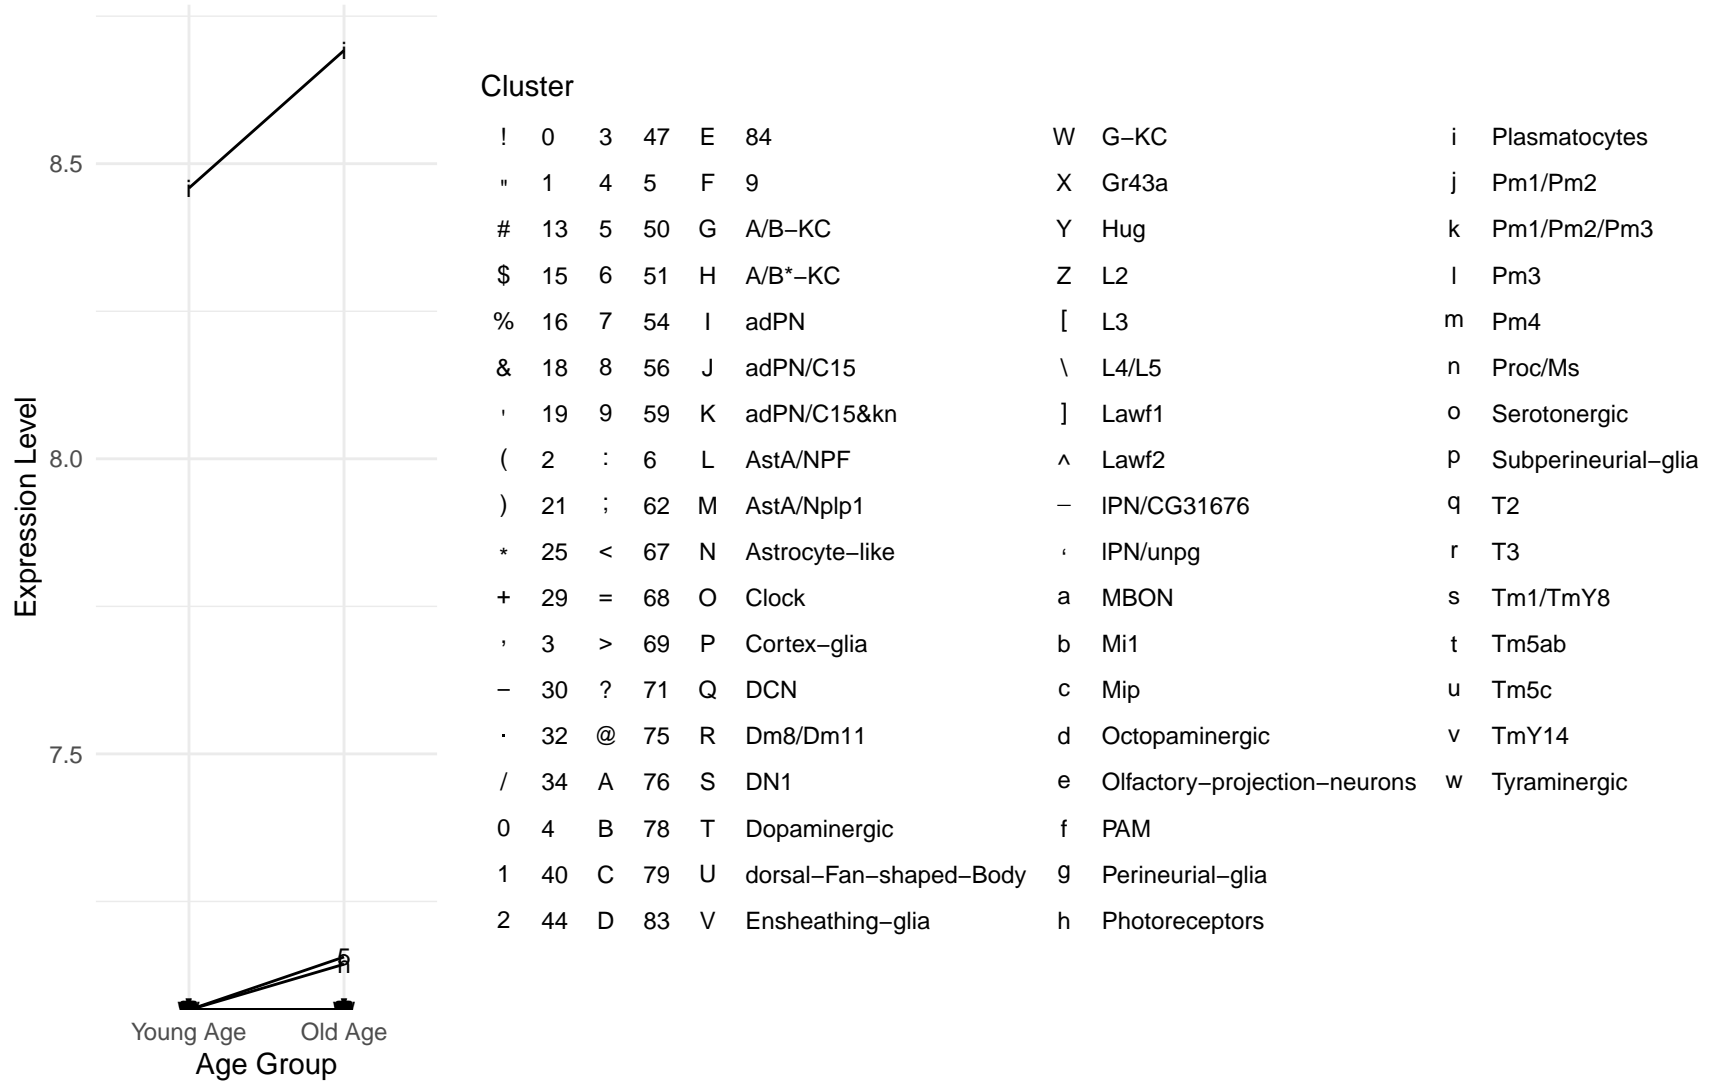 Cluster
! 0 3 47 E 84 W G−KC i Plasmatocytes
" 1 4 5 F 9 X Gr43a j Pm1/Pm2
# 13 5 50 G A/B−KC Y Hug k Pm1/Pm2/Pm3
$ 15 6 51 H A/B*−KC Z L2 l Pm3
% 16 7 54 I adPN [ L3 m Pm4
& 18 8 56 J adPN/C15 \ L4/L5 n Proc/Ms
' 19 9 59 K adPN/C15&kn ] Lawf1 o Serotonergic
( 2 : 6 L AstA/NPF ^ Lawf2 p Subperineurial−glia
) 21 ; 62 M AstA/Nplp1 − lPN/CG31676 q T2
* 25 < 67 N Astrocyte−like ‘ lPN/unpg r T3
+ 29 = 68 O Clock a MBON s Tm1/TmY8
, 3 > 69 P Cortex−glia b Mi1 t Tm5ab
− 30 ? 71 Q DCN c Mip u Tm5c
. 32 @ 75 R Dm8/Dm11 d Octopaminergic v TmY14
/ 34 A 76 S DN1 e Olfactory−projection−neurons w Tyraminergic
0 4 B 78 T Dopaminergic f PAM
1 40 C 79 U dorsal−Fan−shaped−Body g Perineurial−glia
2 44 D 83 V Ensheathing−glia h Photoreceptors
Expression Level
8.5
8.0
7.5
i
i
5
Young Age Old Age
Age Group